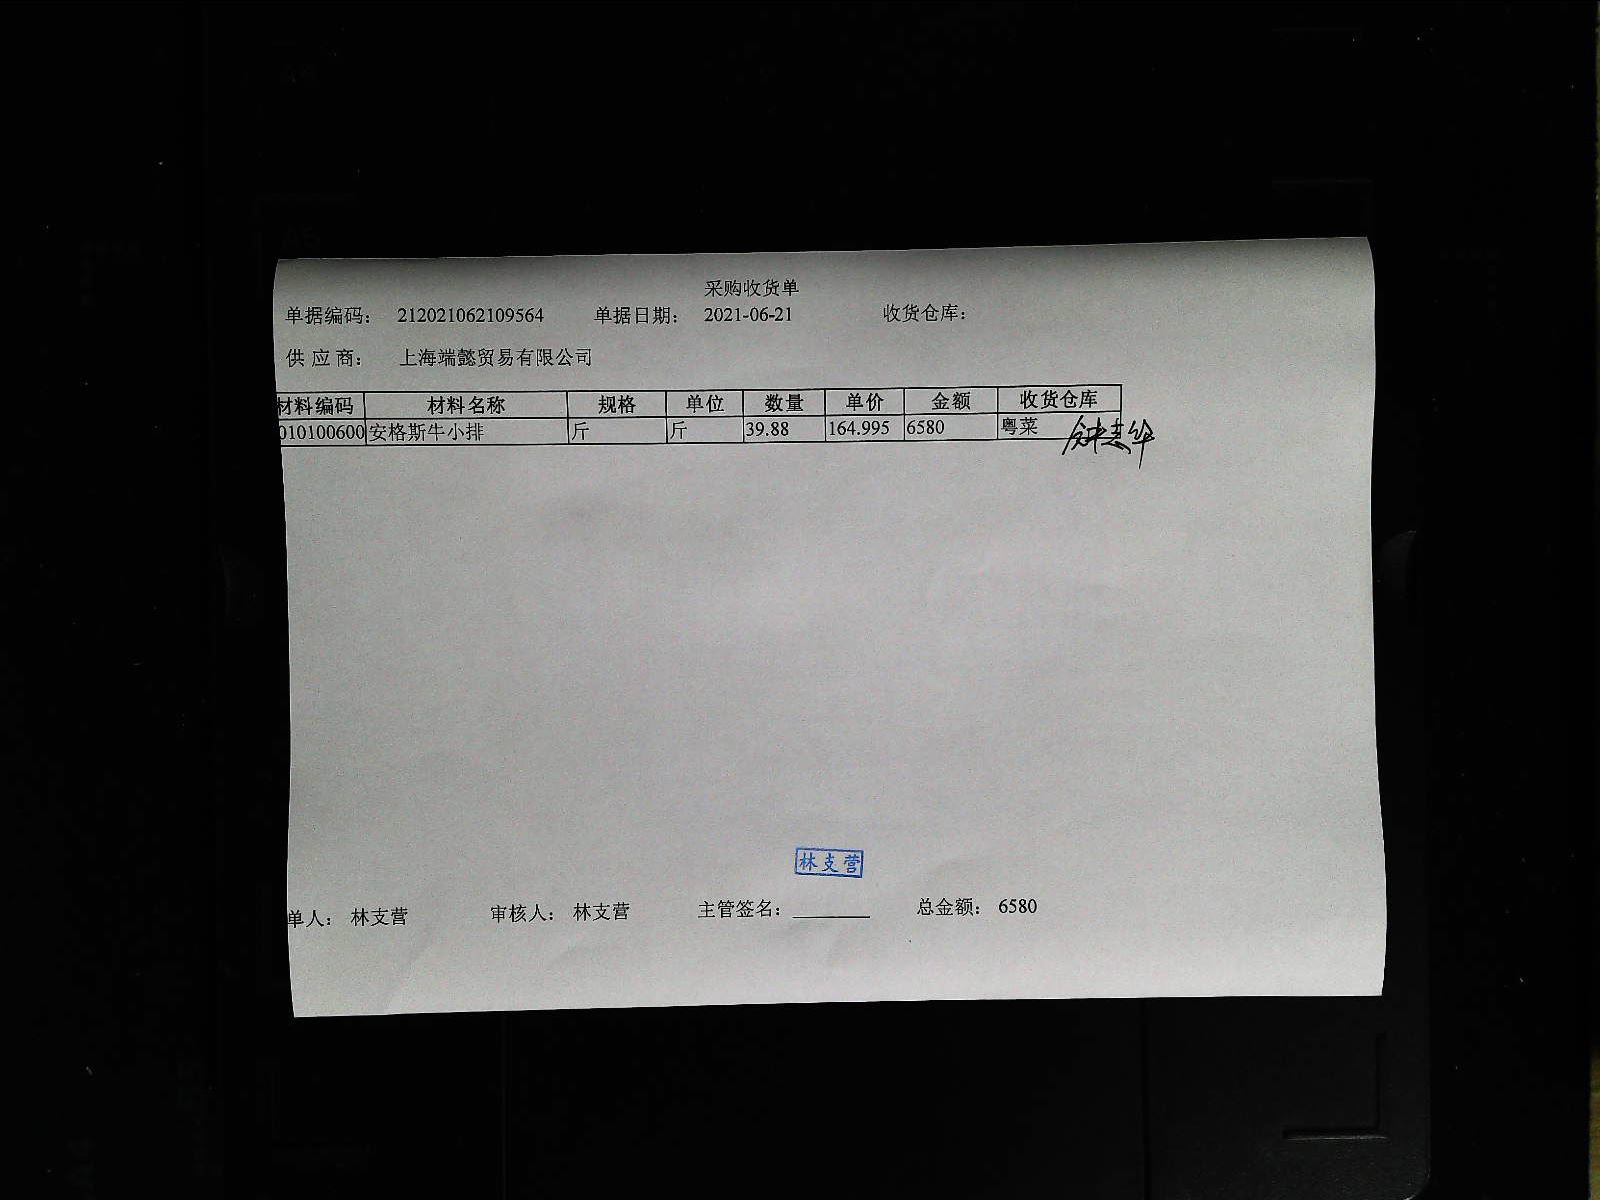 采购收货单
单据编码： 212021062109564 单据日期： 2021-06-21 收货仓库：
供应商： 上海端懿贸易有限公司
材料编码 材料名称 规格 单位 数量 单价 金额 收货仓库
010100600 安格斯牛小排 斤 斤 39.88 164.995 6580 粤菜
林支营
单人： 林支营 审核人： 林支营 主管签名： 总金额： 6580